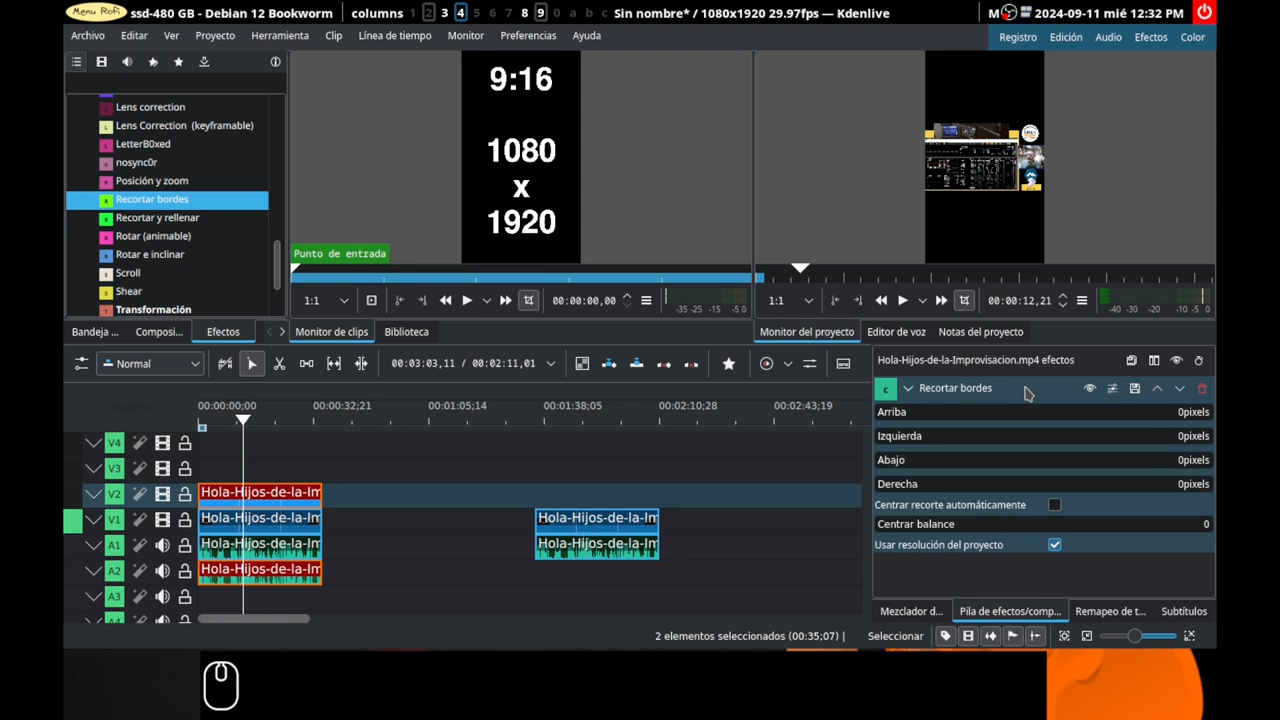 Menu Rofi ssd-480 GB - Debian 12 Bookworm columns 2 3 4 5 6 7 8 9 0 a b c Sin nombre* / 1080x1920 29.97fps — Kdenlive M 2024-09-11 mié 12:32 PM
Archivo Editar Ver Proyecto Herramienta Clip Línea de tiempo Monitor Preferencias Ayuda Registro Edición Audio Efectos Color
Lens correction
Lens Correction (keyframable)
LetterB0xed
nosync0r
Posición y zoom
Recortar bordes
Recortar y rellenar
Rotar (animable)
Rotar e inclinar
Scroll
Shear
Transformación
9:16
1080
x
1920
Punto de entrada
1:1 00:00:00,00 -35 -25 -15 -5 0
1:1 00:00:12,21 -40 -30 -20 -10 -5 0
Bandeja ... Composi... Efectos Monitor de clips Biblioteca Monitor del proyecto Editor de voz Notas del proyecto
Normal 00:03:03,11 / 00:02:11,01
Hola-Hijos-de-la-Improvisacion.mp4 efectos
c Recortar bordes
Arriba 0pixels
Izquierda 0pixels
Abajo 0pixels
Derecha 0pixels
Centrar recorte automáticamente
Centrar balance 0
Usar resolución del proyecto
00:00:00;00 00:00:32;21 00:01:05;14 00:01:38;05 00:02:10;28 00:02:43;19
V4
V3
V2 Hola-Hijos-de-la-Im
V1 Hola-Hijos-de-la-Im Hola-Hijos-de-la-Im
A1 Hola-Hijos-de-la-Im Hola-Hijos-de-la-Im
A2 Hola-Hijos-de-la-Im
A3
Mezclador d... Pila de efectos/comp... Remapeo de t... Subtítulos
2 elementos seleccionados (00:35;07) | Seleccionar